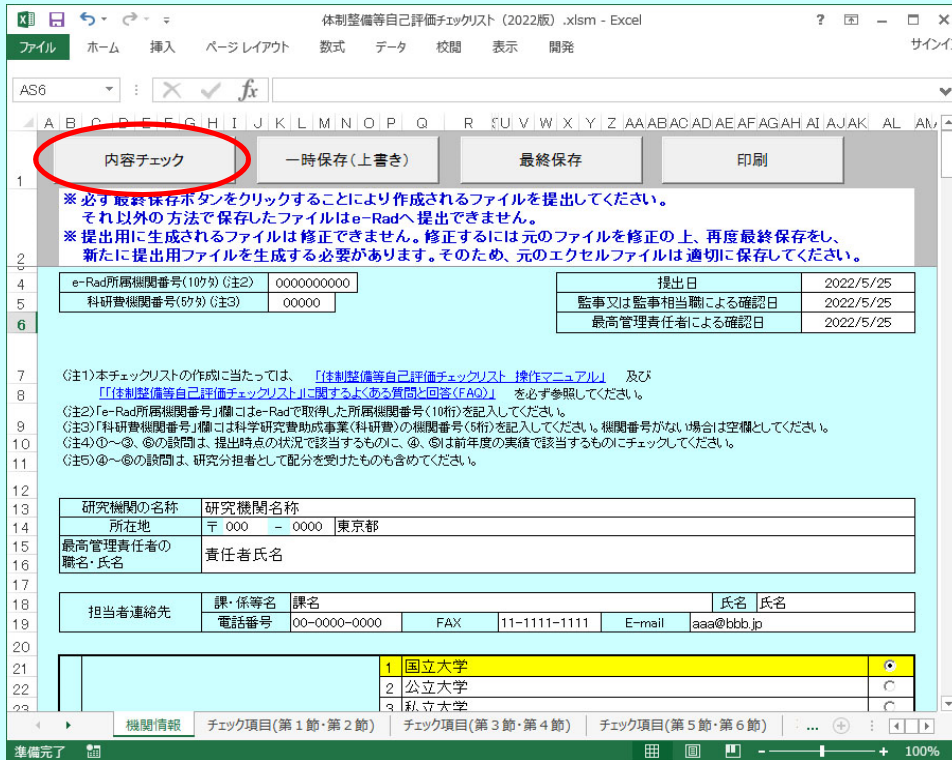 体制整備等自己評価チェックリスト（2022版）.xlsm - Excel
ファイル ホーム 挿入 ページ レイアウト 数式 データ 校閲 表示 開発 サインイ
AS6 fx
A B C D E F G H I J K L M N O P Q R SU V W X Y Z AA AB AC AD AE AF AG AH AI AJ AK AL AM
1 内容チェック 一時保存(上書き) 最終保存 印刷
※必ず最終保存ボタンをクリックすることにより作成されるファイルを提出してください。
それ以外の方法で保存したファイルはe-Radへ提出できません。
※提出用に生成されるファイルは修正できません。修正するには元のファイルを修正の上、再度最終保存をし、
2 新たに提出用ファイルを生成する必要があります。そのため、元のエクセルファイルは適切に保存してください。
4 e-Rad所属機関番号(10ケタ)(注2) 0000000000 提出日 2022/5/25
5 科研費機関番号(5ケタ)(注3) 00000 監事又は監事相当職による確認日 2022/5/25
6 最高管理責任者による確認日 2022/5/25
7 (注1)本チェックリストの作成に当たっては、 「体制整備等自己評価チェックリスト 操作マニュアル」 及び
8 「「体制整備等自己評価チェックリスト」に関するよくある質問と回答(FAQ)」 を必ず参照してください。
(注2)「e-Rad所属機関番号」欄にはe-Radで取得した所属機関番号(10桁)を記入してください。
9 (注3)「科研費機関番号」欄には科学研究費助成事業(科研費)の機関番号(5桁)を記入してください。機関番号がない場合は空欄としてください。
10 (注4)①～③、⑥の設問は、提出時点の状況で該当するものに、④、⑤は前年度の実績で該当するものにチェックしてください。
11 (注5)④～⑥の設問は、研究分担者として配分を受けたものも含めてください。
12
13 研究機関の名称 研究機関名称
14 所在地 〒 000 - 0000 東京都
15 最高管理責任者の
16 職名・氏名 責任者氏名
17
18 担当者連絡先 課・係等名 課名 氏名 氏名
19 電話番号 00-0000-0000 FAX 11-1111-1111 E-mail aaa@bbb.jp
20
21 1 国立大学
22 2 公立大学
23 3 私立大学
機関情報 チェック項目(第１節・第２節) チェック項目(第３節・第４節) チェック項目(第５節・第６節) ...
準備完了 100%